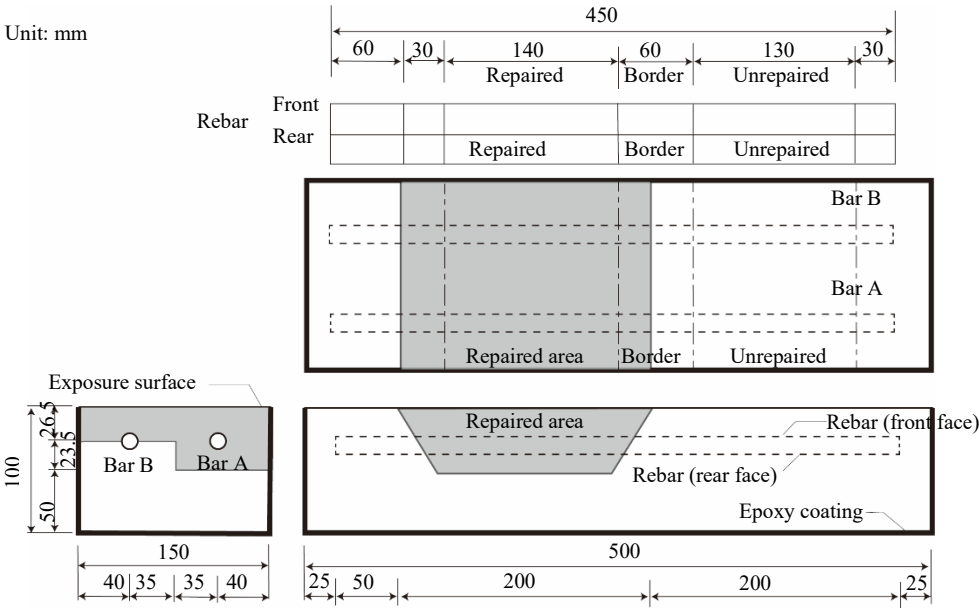 450
Unit: mm
60 30 140 60 130 30
Repaired Border Unrepaired
Front
Rebar
Rear
Repaired Border Unrepaired
Bar B
Bar A
Repaired area Border Unrepaired
Exposure surface
26.5
23.5
50
100
Bar B Bar A
Repaired area
Rebar (front face)
Rebar (rear face)
Epoxy coating
150
40 35 35 40
500
25 50 200 200 25